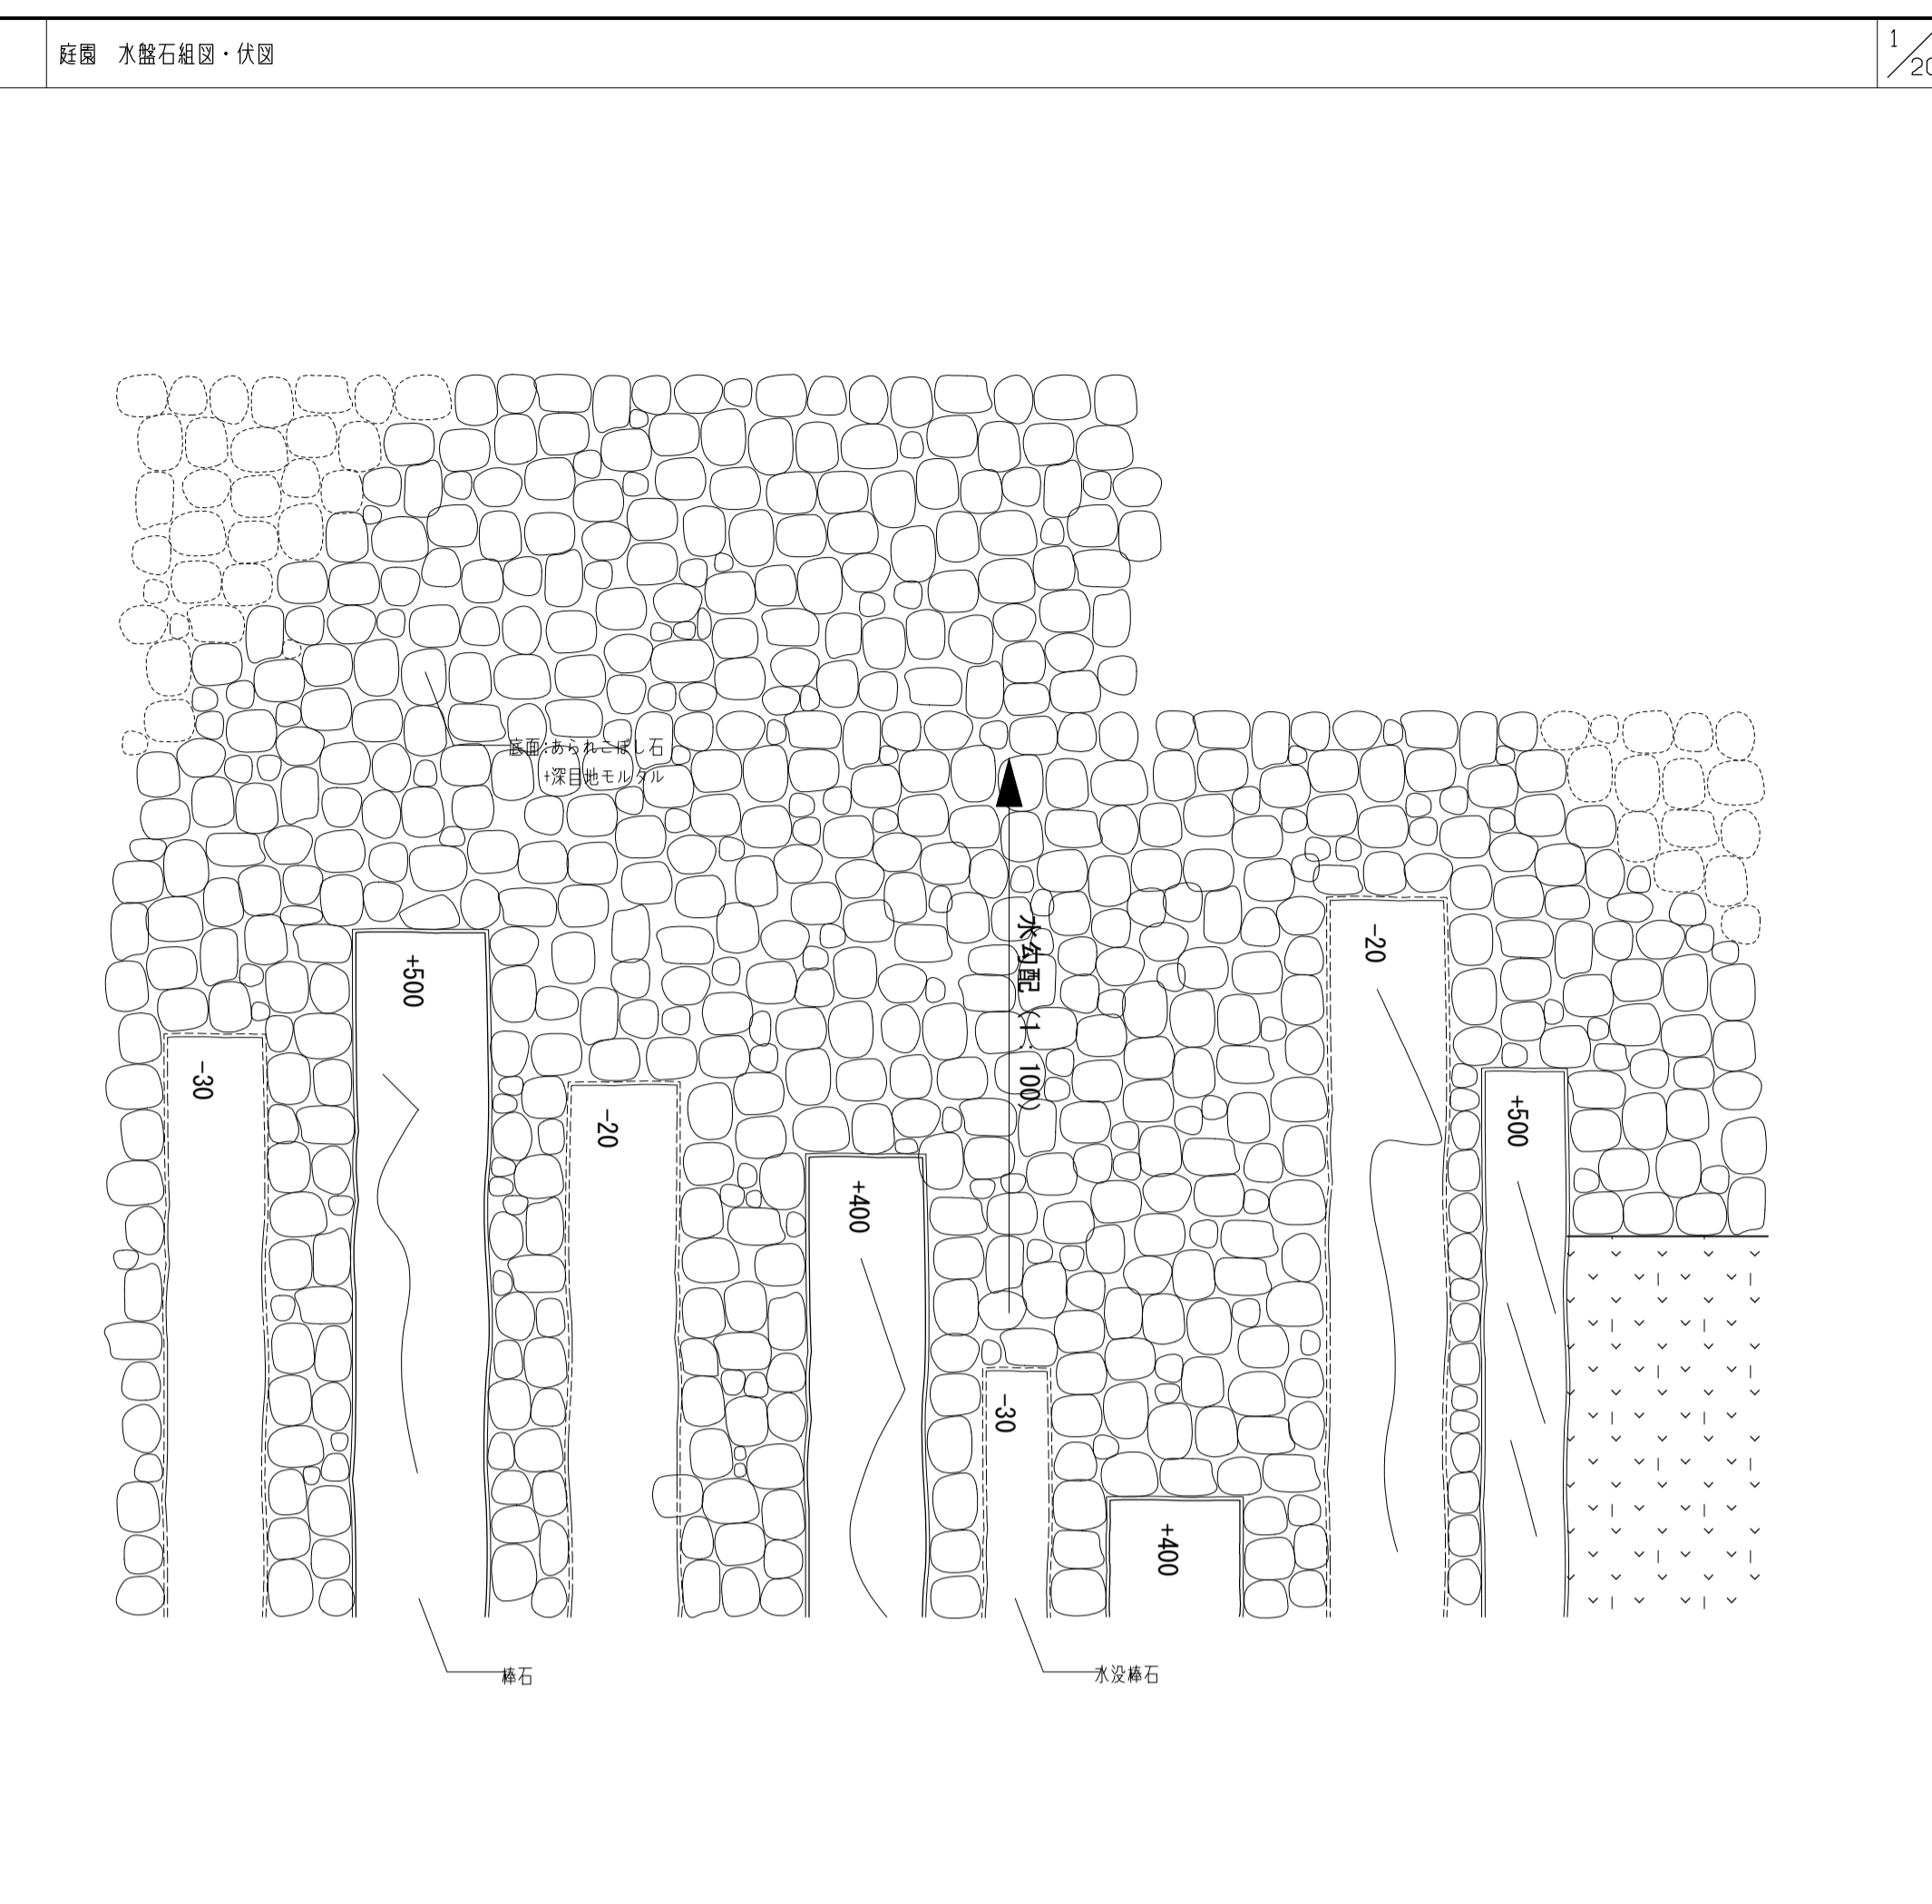 庭園 水盤石組図・伏図
1/20
底面:あられこぼし石
+深目地モルタル
水勾配 (1:100)
-20
+500
-30
+500
-20
+400
-30
+400
棒石
水没棒石